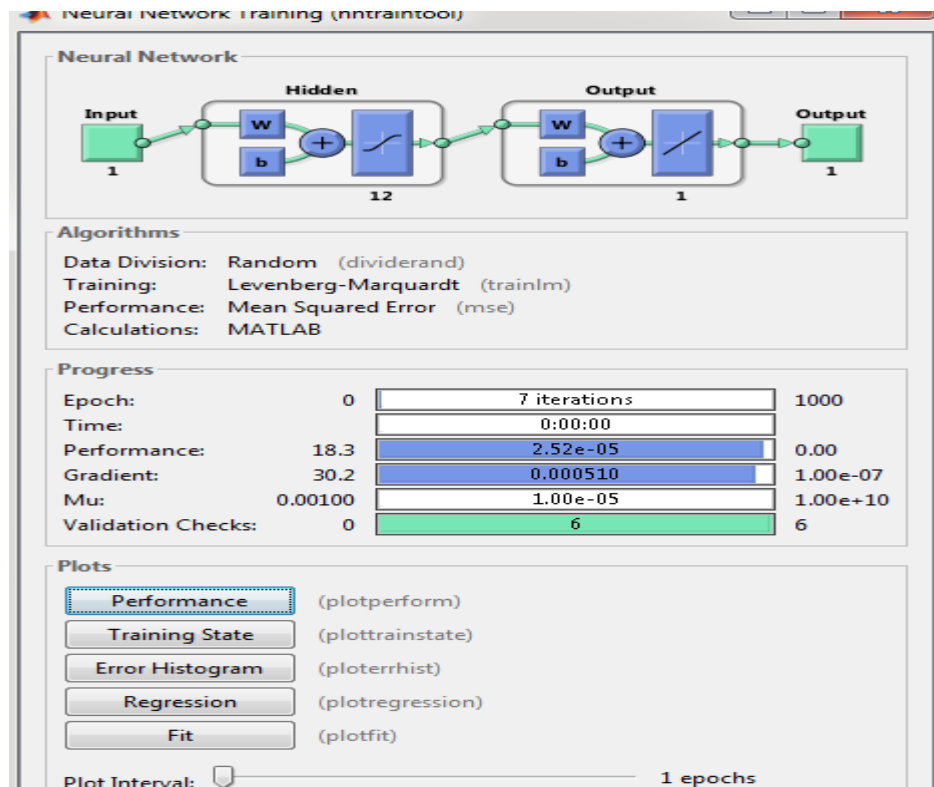 Neural Network Training (nntraintool)
Neural Network
Hidden
Output
Input
Output
W
W
b
b
1
12
1
1
Algorithms
Data Division: Random (dividerand)
Training: Levenberg-Marquardt (trainlm)
Performance: Mean Squared Error (mse)
Calculations: MATLAB
Progress
Epoch: 0 7 iterations 1000
Time: 0:00:00
Performance: 18.3 2.52e-05 0.00
Gradient: 30.2 0.000510 1.00e-07
Mu: 0.00100 1.00e-05 1.00e+10
Validation Checks: 0 6 6
Plots
Performance (plotperform)
Training State (plottrainstate)
Error Histogram (ploterrhist)
Regression (plotregression)
Fit (plotfit)
Plot Interval: 1 epochs